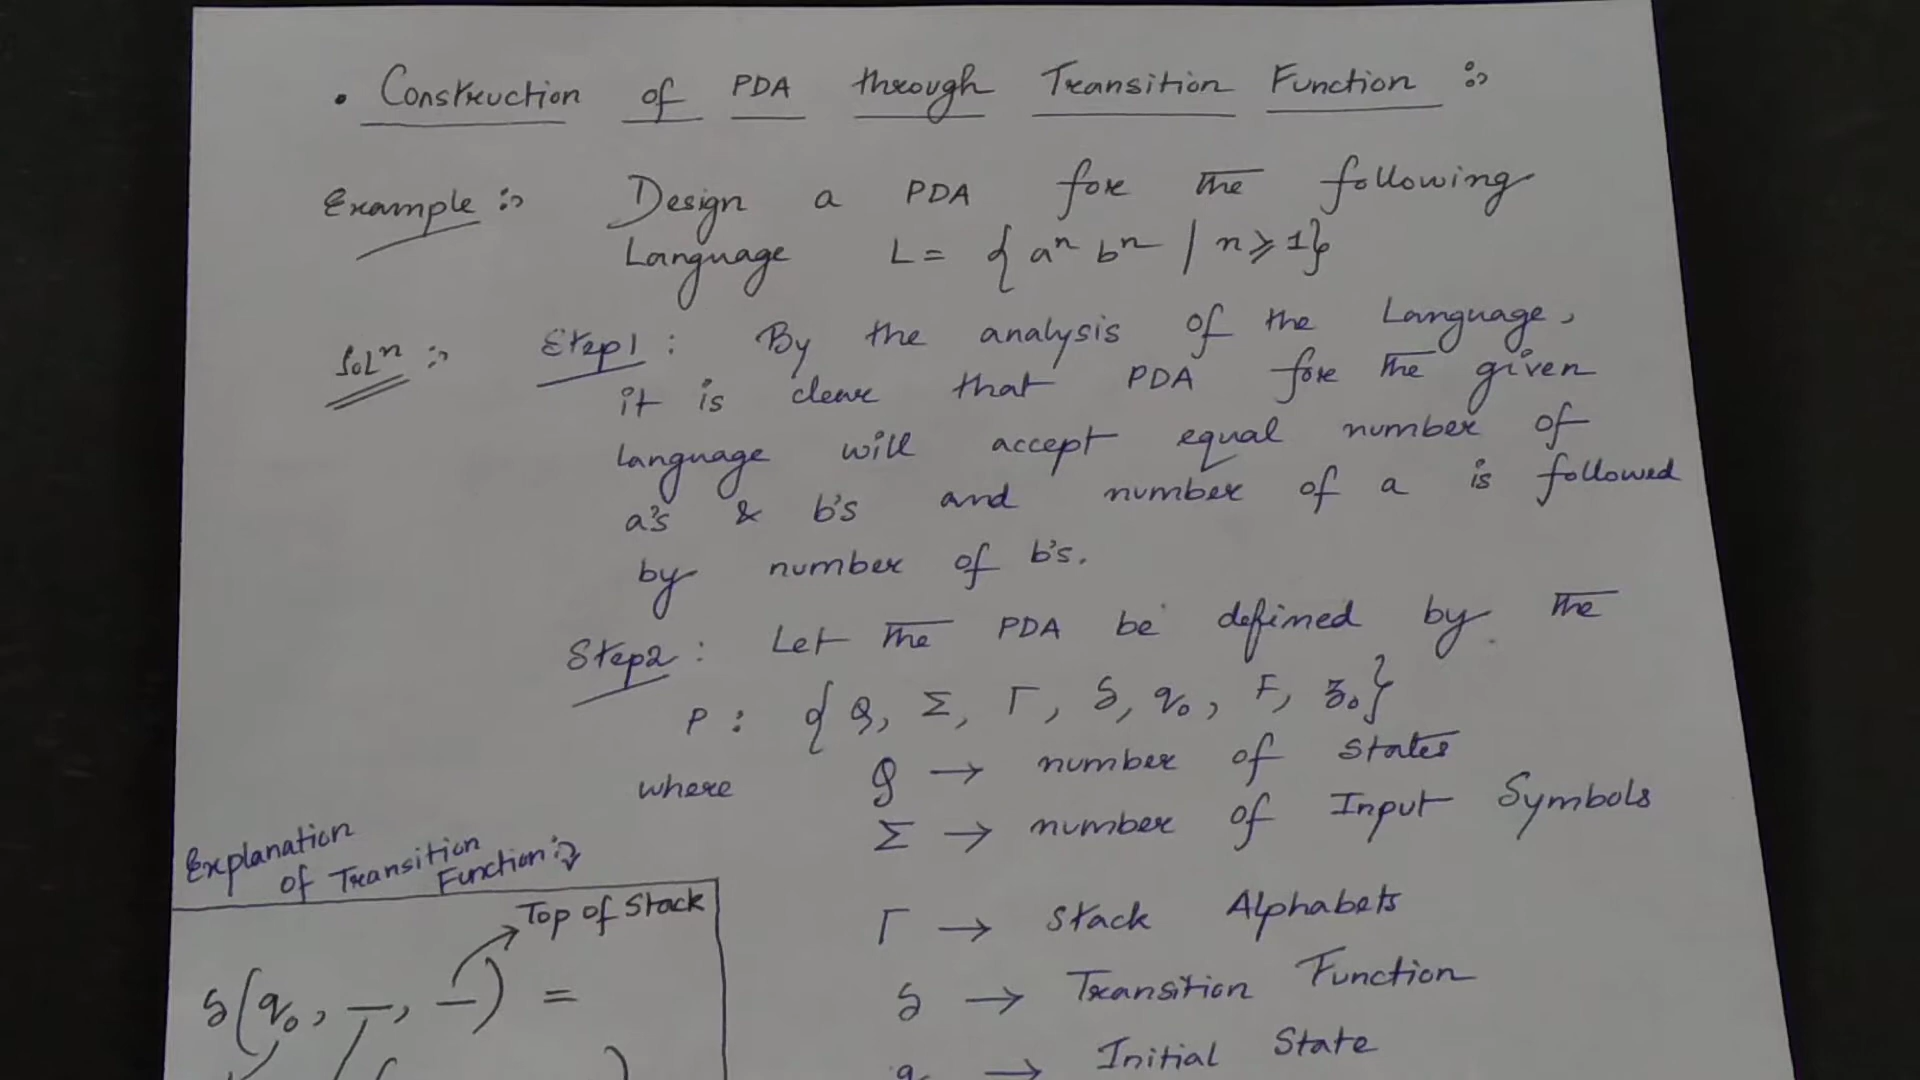 • Construction of PDA through Transition Function :-
Example :- Design a PDA for the following
Language L = { aⁿ bⁿ / n ≥ 1}
Solⁿ :- Step1 : By the analysis of the Language,
it is clear that PDA for the given
language will accept equal number of
a's & b's and number of a is followed
by number of b's.
Step2 : Let the PDA be defined by the
P : { Q, Σ, Γ, δ, q₀, F, z₀}
where Q → number of states
Σ → number of Input Symbols
Γ → Stack Alphabets
δ → Transition Function
→ Initial State
Explanation
of Transition
Function :-
Top of Stack
δ(q₀, _, _) =